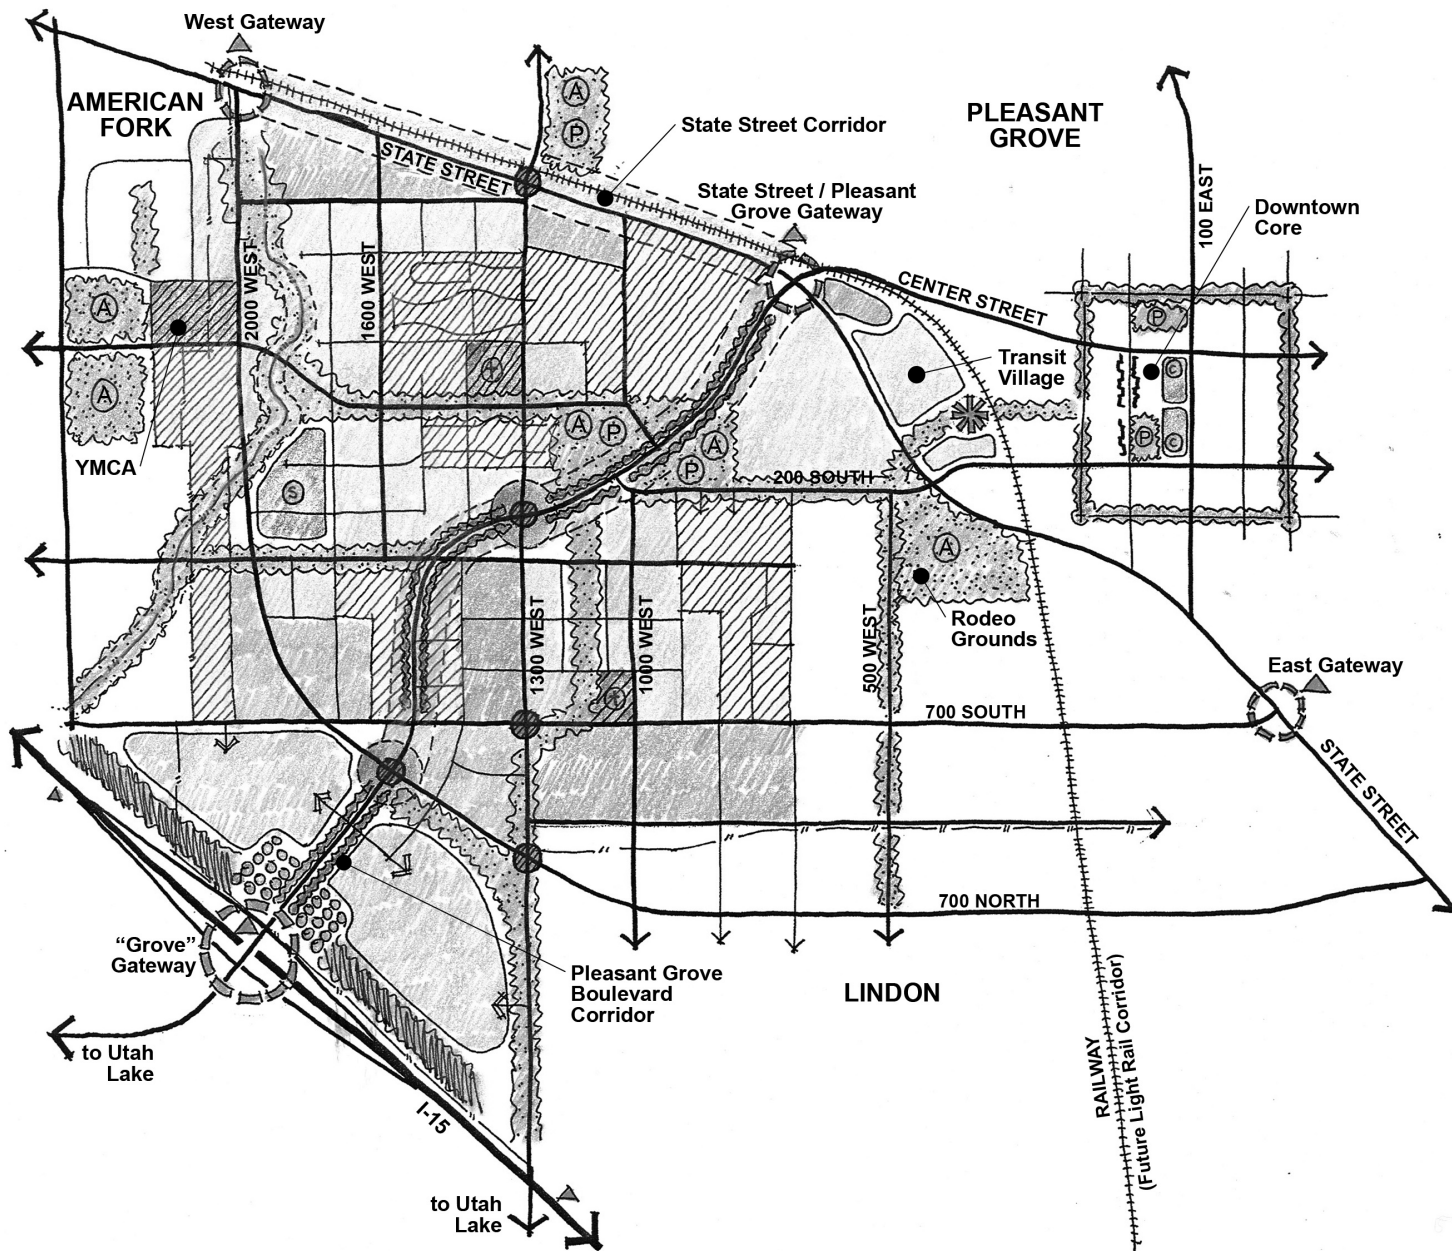 West Gateway
AMERICAN
FORK
A
P
State Street Corridor
PLEASANT
GROVE
STATE STREET
State Street / Pleasant
Grove Gateway
100 EAST
Downtown
Core
2000 WEST
1600 WEST
CENTER STREET
A
P
Transit
Village
C
A
YMCA
A
P
A
P
P
C
200 SOUTH
S
A
Rodeo
Grounds
1300 WEST
1000 WEST
500 WEST
East Gateway
700 SOUTH
STATE STREET
700 NORTH
“Grove”
Gateway
Pleasant Grove
Boulevard
Corridor
LINDON
to Utah
Lake
I-15
RAILWAY
(Future Light Rail Corridor)
to Utah
Lake